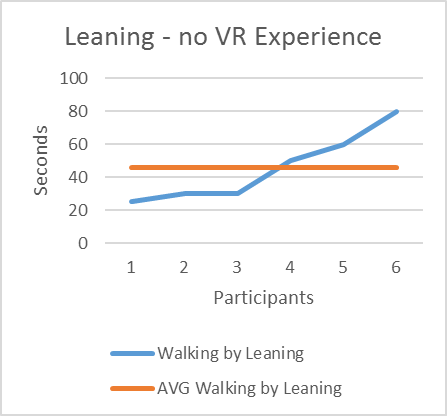 Leaning - no VR Experience
100
80
60
40
20
0
Seconds
1 2 3 4 5 6
Participants
Walking by Leaning
AVG Walking by Leaning